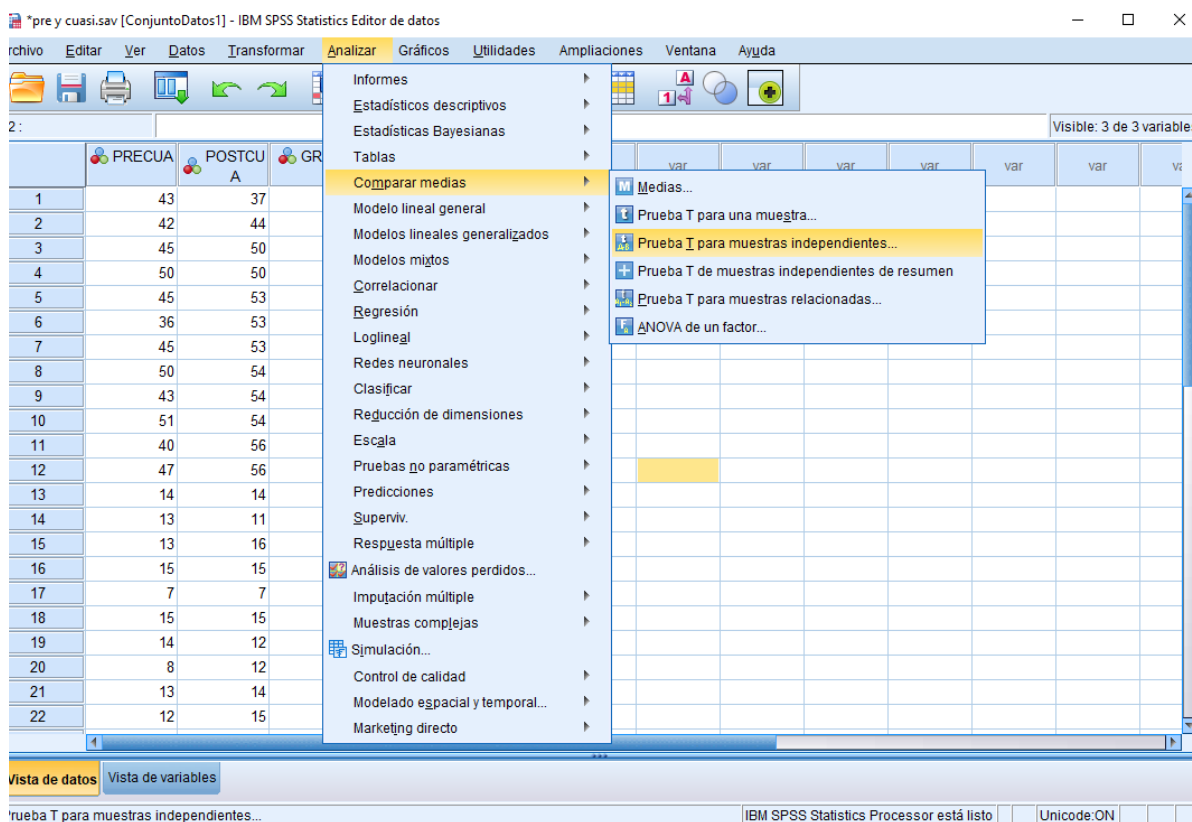 *pre y cuasi.sav [ConjuntoDatos1] - IBM SPSS Statistics Editor de datos
rchivo Editar Ver Datos Transformar Analizar Gráficos Utilidades Ampliaciones Ventana Ayuda
2 :
Visible: 3 de 3 variable
PRECUA POSTCUA GR var var var var var var va
1 43 37
2 42 44
3 45 50
4 50 50
5 45 53
6 36 53
7 45 53
8 50 54
9 43 54
10 51 54
11 40 56
12 47 56
13 14 14
14 13 11
15 13 16
16 15 15
17 7 7
18 15 15
19 14 12
20 8 12
21 13 14
22 12 15
Informes
Estadísticos descriptivos
Estadísticas Bayesianas
Tablas
Comparar medias
Modelo lineal general
Modelos lineales generalizados
Modelos mixtos
Correlacionar
Regresión
Loglineal
Redes neuronales
Clasificar
Reducción de dimensiones
Escala
Pruebas no paramétricas
Predicciones
Superviv.
Respuesta múltiple
Análisis de valores perdidos...
Imputación múltiple
Muestras complejas
Simulación...
Control de calidad
Modelado espacial y temporal...
Marketing directo
Medias...
Prueba T para una muestra...
Prueba T para muestras independientes...
Prueba T de muestras independientes de resumen
Prueba T para muestras relacionadas...
ANOVA de un factor...
Vista de datos Vista de variables
Prueba T para muestras independientes...
IBM SPSS Statistics Processor está listo
Unicode:ON